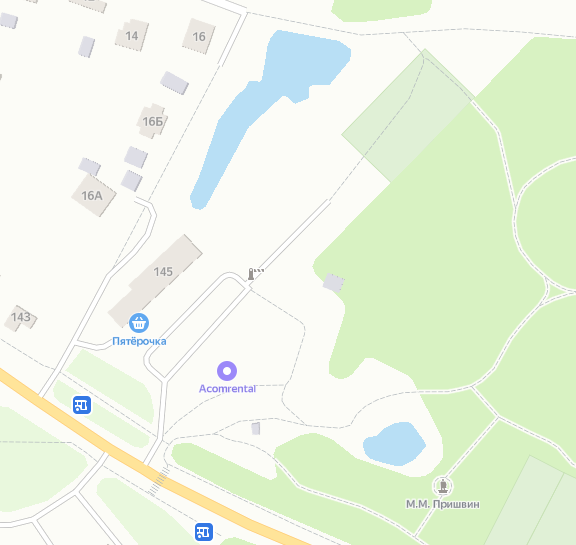 14
16
16Б
16А
145
143
Пятёрочка
Acomrental
М.М. Пришвин